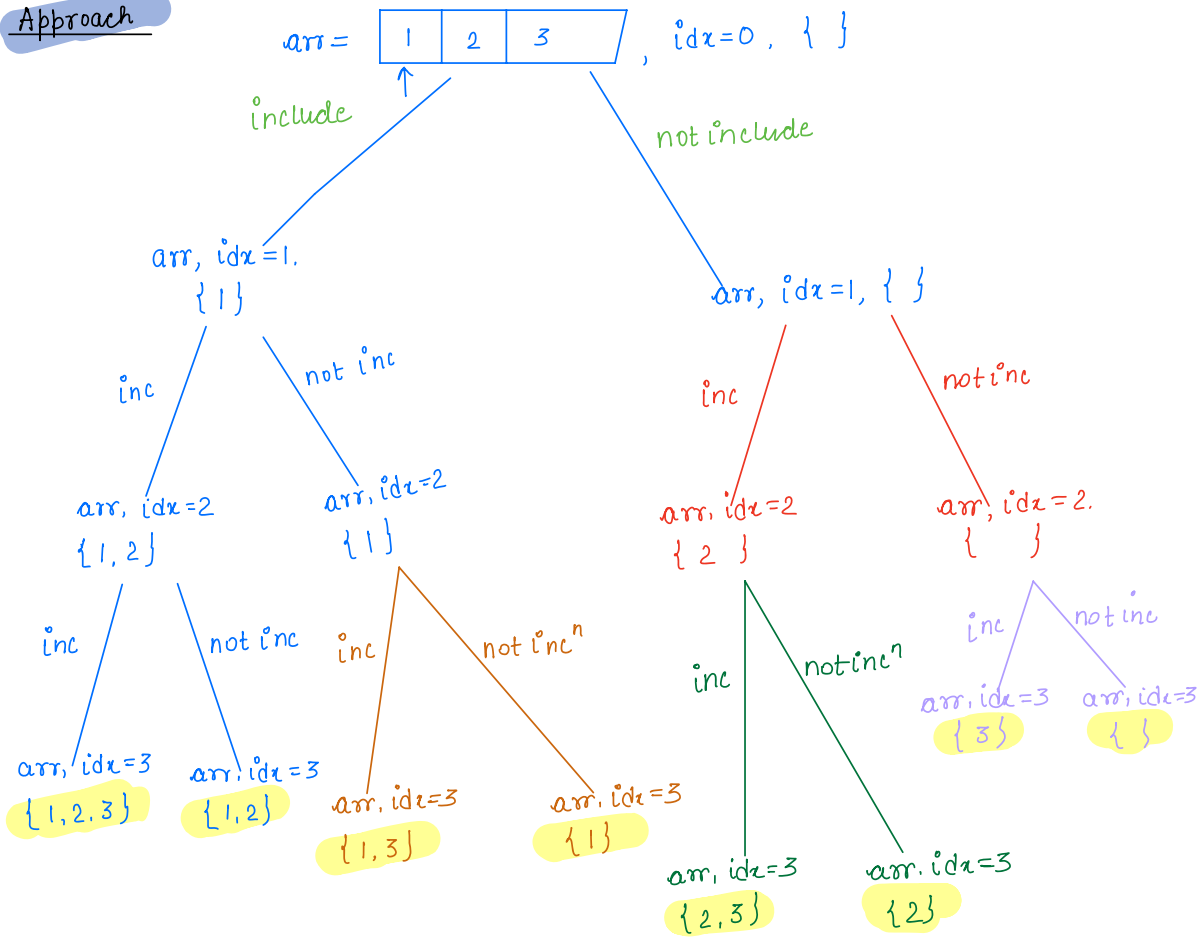 Approach
arr = 1 2 3 , idx=0, { }
include
not include
arr, idx=1.
{1}
arr, idx=1, { }
inc
not inc
inc
not inc
arr, idx=2
{1,2}
arr, idx=2
{1}
arr, idx=2
{ 2 }
arr, idx=2.
{ }
inc
not inc
inc
not incⁿ
inc
not incⁿ
inc
not inc
arr, idx=3
{1,2,3}
arr, idx=3
{1,2}
arr, idx=3
{1,3}
arr, idx=3
{1}
arr, idx=3
{2,3}
arr. idx=3
{2}
arr, idx=3
{3}
arr, idx=3
{ }